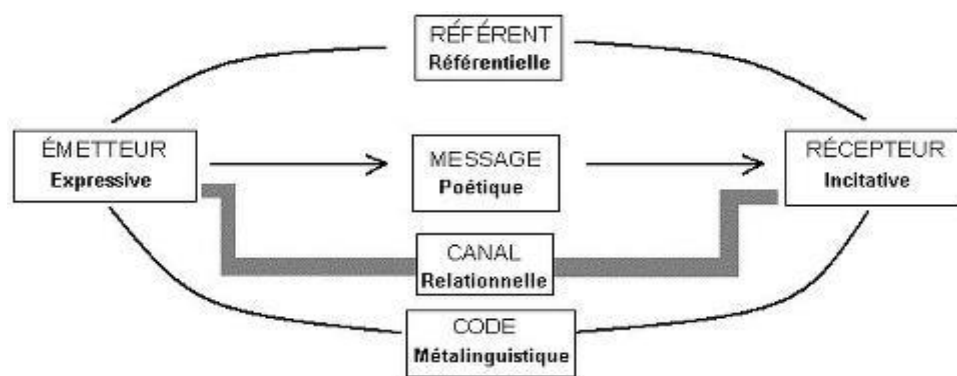 RÉFÉRENT
Référentielle
ÉMETTEUR
Expressive
MESSAGE
Poétique
RÉCEPTEUR
Incitative
CANAL
Relationnelle
CODE
Métalinguistique